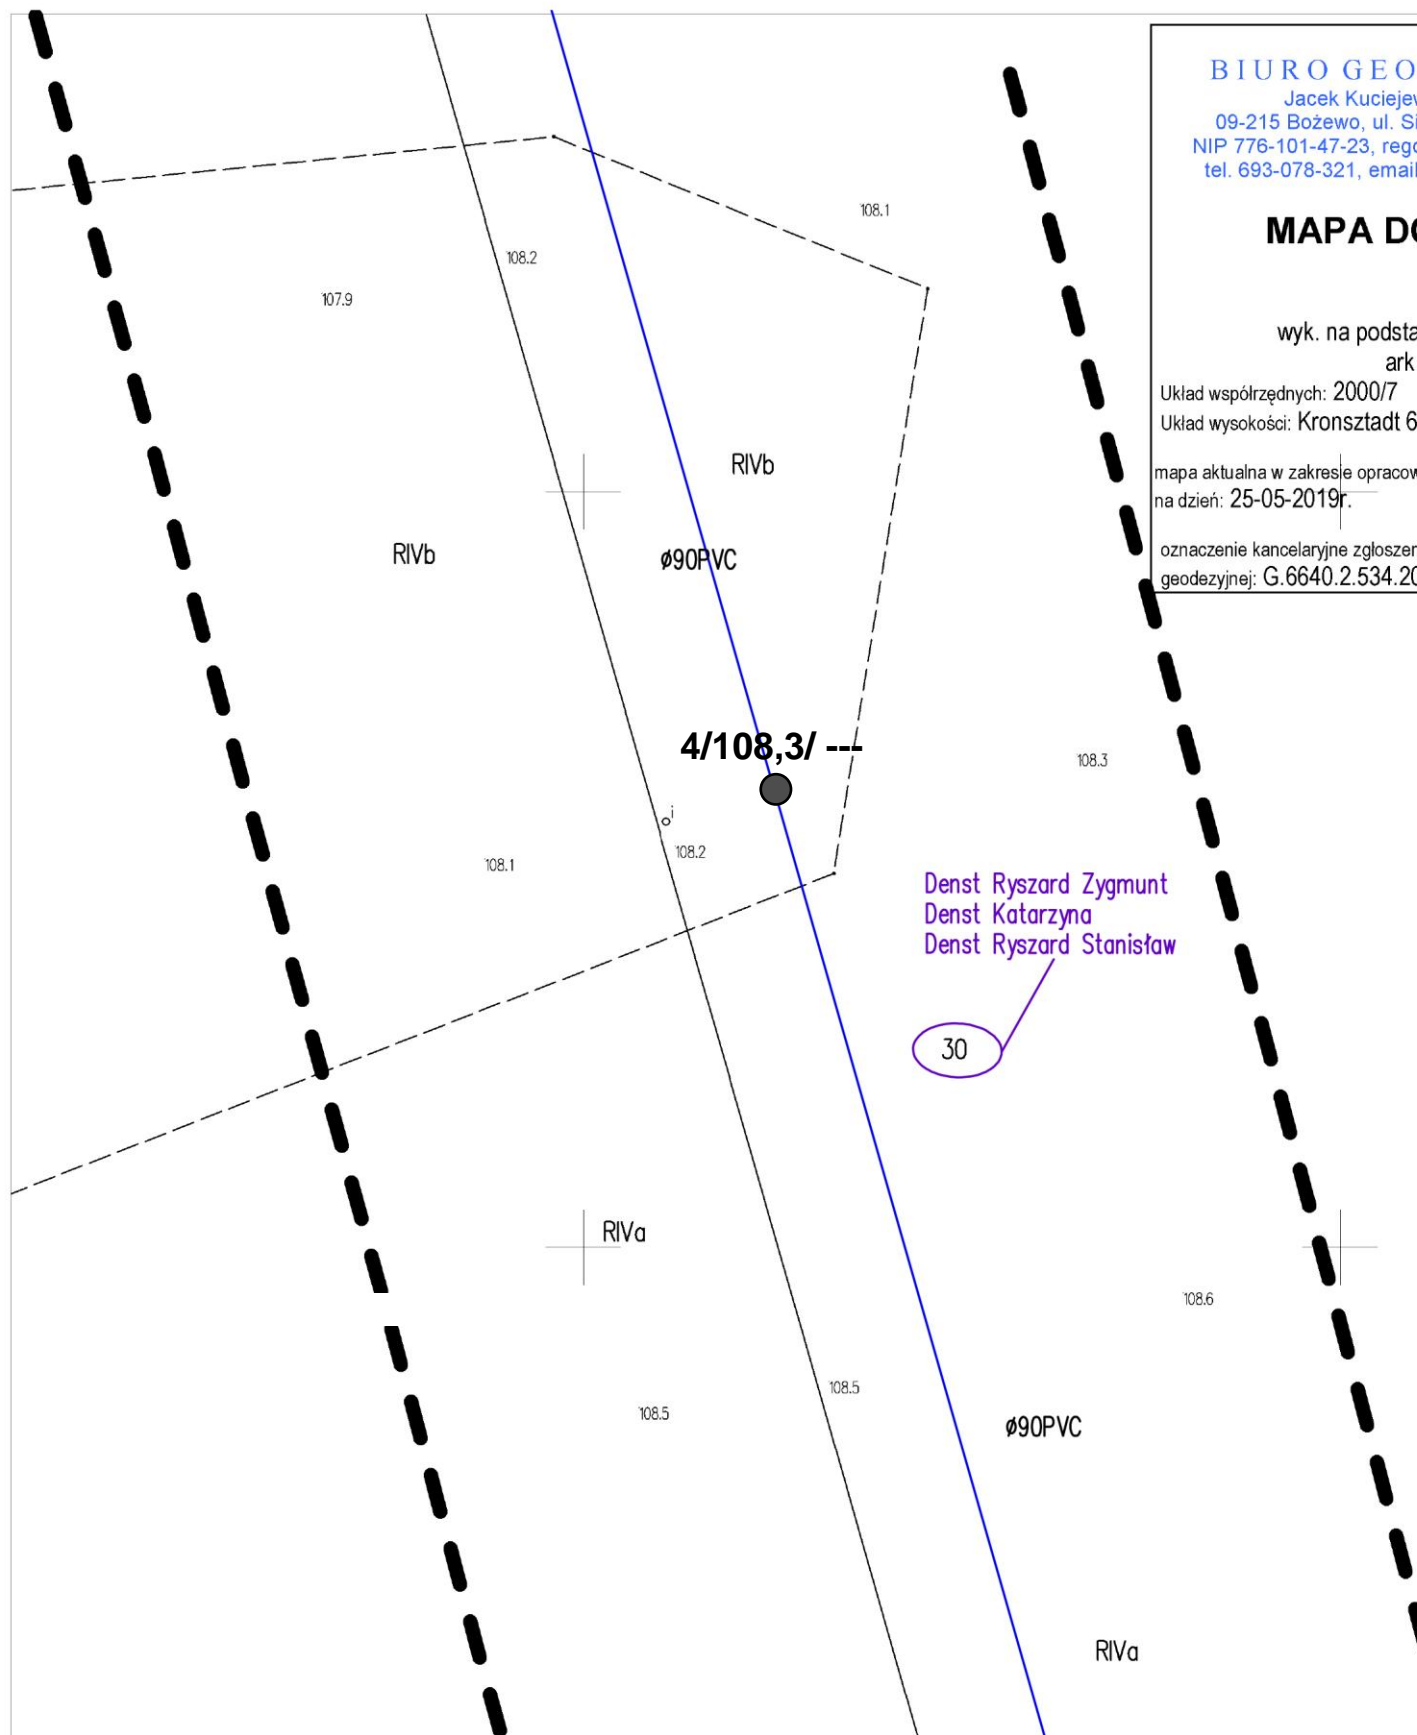 BIURO GEO
Jacek Kuciejew
09-215 Bożewo, ul. Si
NIP 776-101-47-23, rego
tel. 693-078-321, email
MAPA DO
wyk. na podsta
ark
Układ współrzędnych: 2000/7
Układ wysokości: Kronsztadt 6
mapa aktualna w zakresie opracow
na dzień: 25-05-2019r.
oznaczenie kancelaryjne zgłoszen
geodezyjnej: G.6640.2.534.20
108.1
108.2
107.9
RIVb
RIVb
ø90PVC
4/108,3/ ---
108.3
i
108.2
108.1
Denst Ryszard Zygmunt
Denst Katarzyna
Denst Ryszard Stanisław
30
RIVa
108.6
108.5
108.5
ø90PVC
RIVa